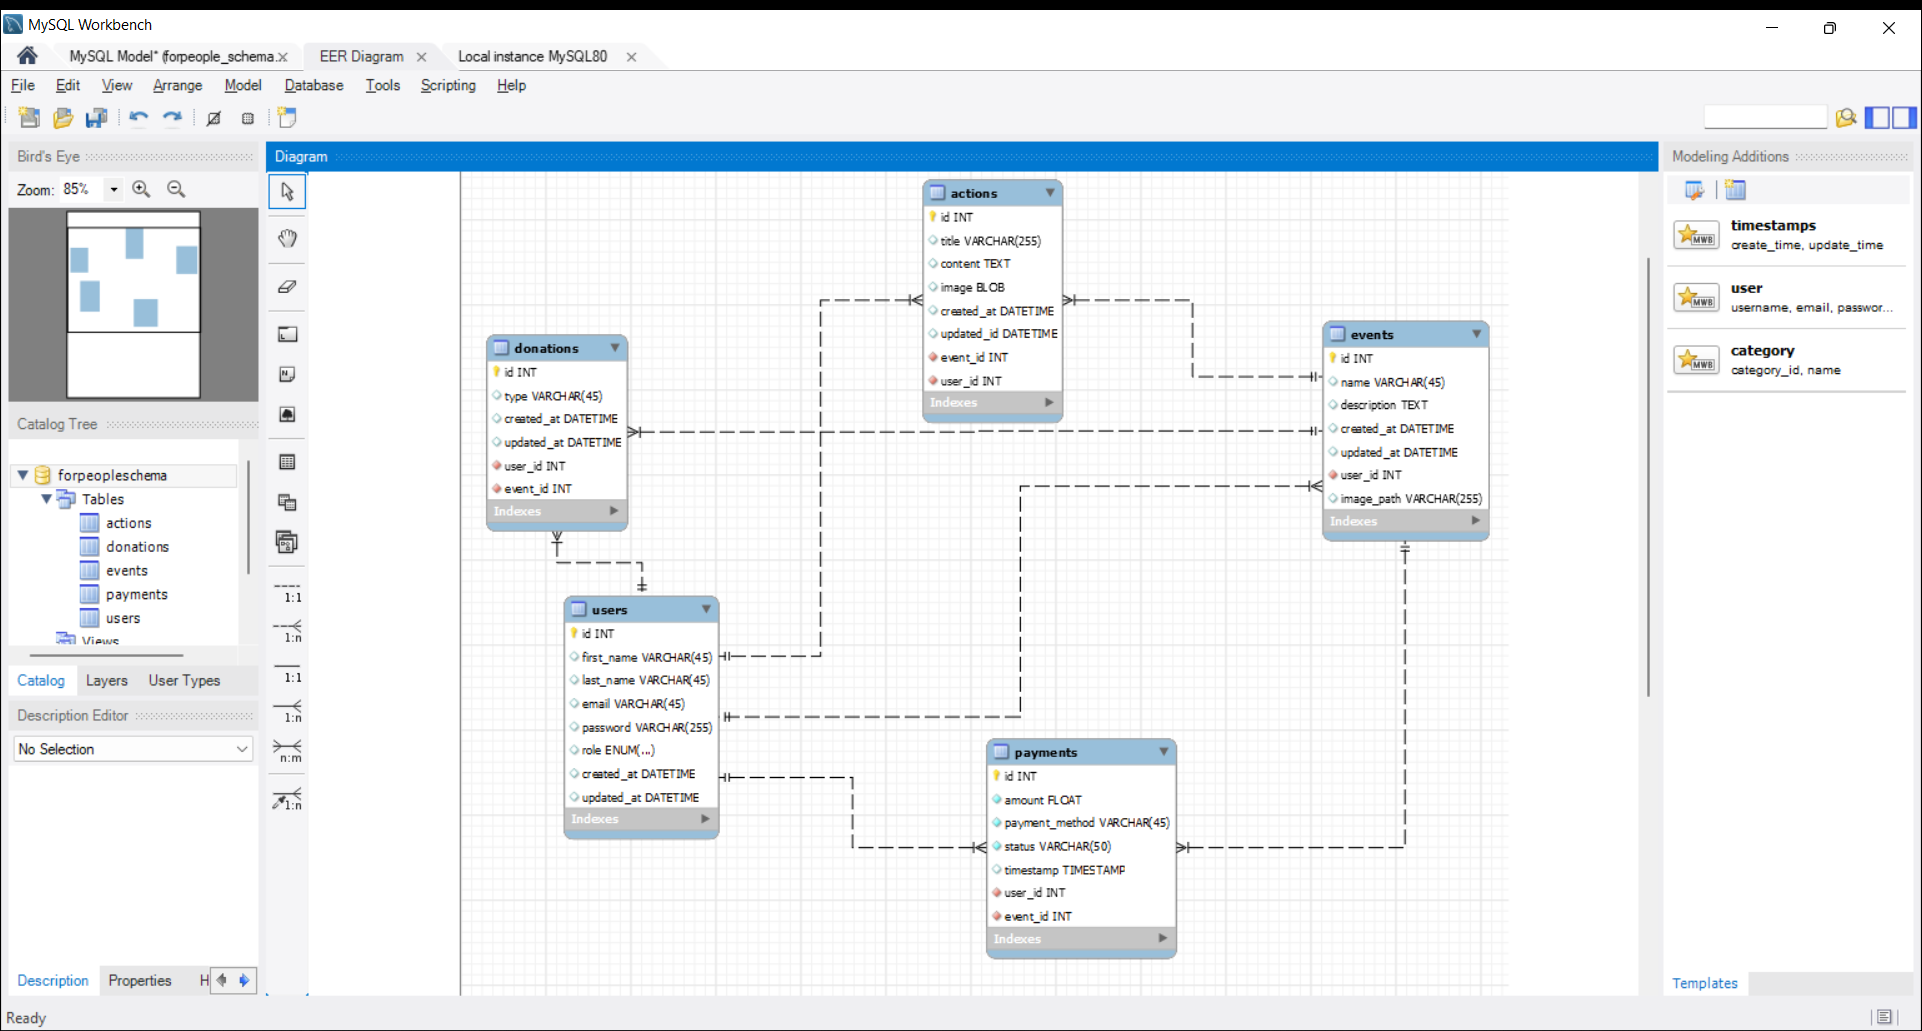 MySQL Workbench
MySQL Model* (forpeople_schema.
EER Diagram
Local instance MySQL80
File Edit View Arrange Model Database Tools Scripting Help
Bird's Eye
Zoom: 85%
Catalog Tree
forpeopleschema
Tables
actions
donations
events
payments
users
Views
Catalog Layers User Types
Description Editor
No Selection
Description Properties H
Ready
Diagram
1:1
1:n
1:1
1:n
n:m
1:n
actions
id INT
title VARCHAR(255)
content TEXT
image BLOB
created_at DATETIME
updated_id DATETIME
event_id INT
user_id INT
Indexes
donations
id INT
type VARCHAR(45)
created_at DATETIME
updated_at DATETIME
user_id INT
event_id INT
Indexes
events
id INT
name VARCHAR(45)
description TEXT
created_at DATETIME
updated_at DATETIME
user_id INT
image_path VARCHAR(255)
Indexes
users
id INT
first_name VARCHAR(45)
last_name VARCHAR(45)
email VARCHAR(45)
password VARCHAR(255)
role ENUM(...)
created_at DATETIME
updated_at DATETIME
Indexes
payments
id INT
amount FLOAT
payment_method VARCHAR(45)
status VARCHAR(50)
timestamp TIMESTAMP
user_id INT
event_id INT
Indexes
Modeling Additions
MWB
timestamps
create_time, update_time
MWB
user
username, email, passwor...
MWB
category
category_id, name
Templates